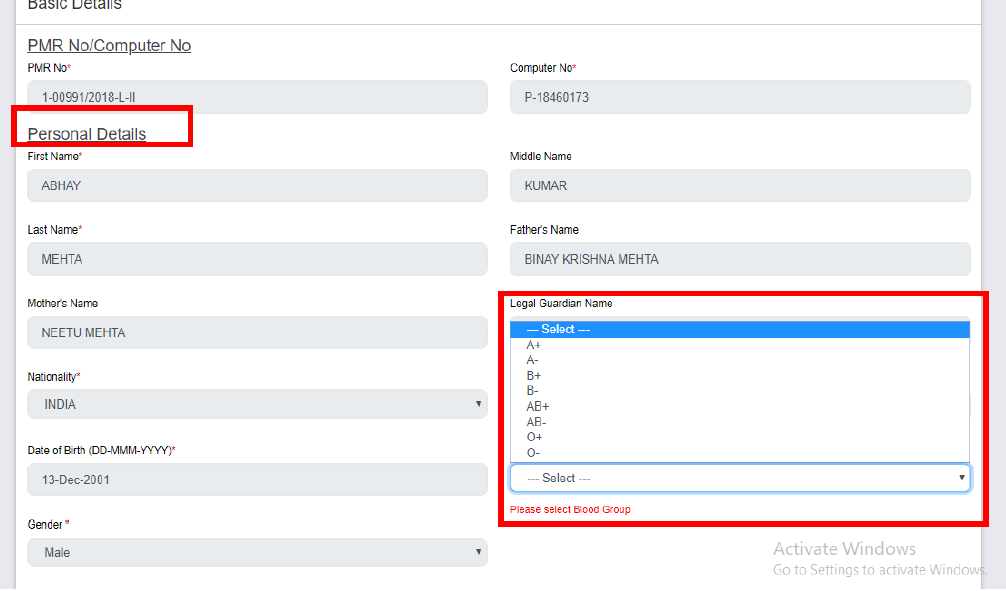 Basic Details
PMR No/Computer No
PMR No*
Computer No*
1-00991/2018-L-II
P-18460173
Personal Details
First Name*
Middle Name
ABHAY
KUMAR
Last Name*
Father's Name
MEHTA
BINAY KRISHNA MEHTA
Mother's Name
Legal Guardian Name
NEETU MEHTA
--- Select ---
A+
A-
B+
B-
AB+
AB-
O+
O-
Nationality*
INDIA
Date of Birth (DD-MMM-YYYY)*
13-Dec-2001
--- Select ---
Please select Blood Group
Gender *
Male
Activate Windows
Go to Settings to activate Windows.